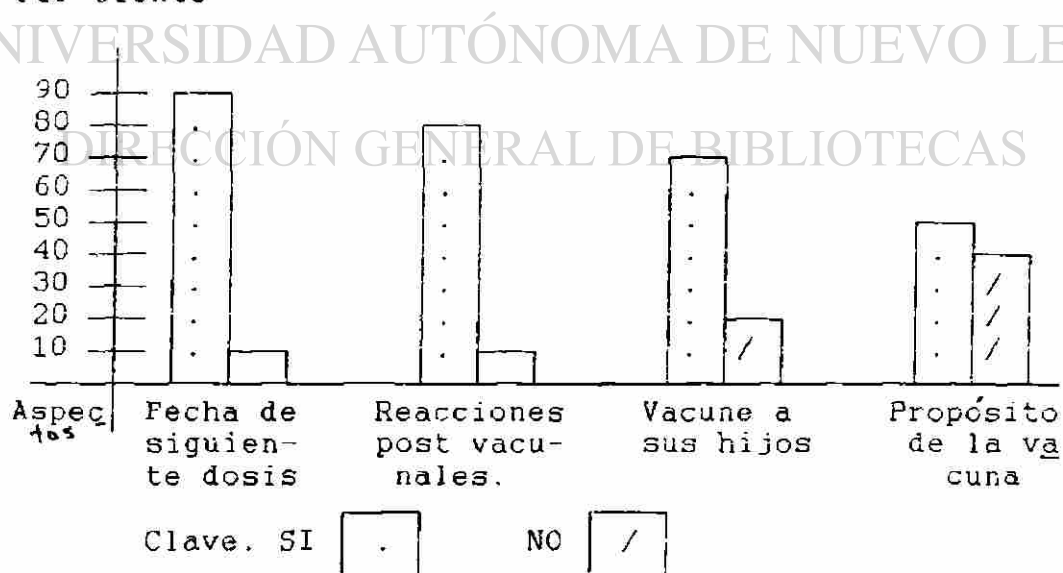 NIVERSIDAD AUTÓNOMA DE NUEVO LE
90
80
DIRECCIÓN GENERAL DE BIBLIOTECAS
70
60
50
40
30
20
10
Aspec
tos
Fecha de
siguien-
te dosis
Reacciones
post vacu-
nales.
Vacune a
sus hijos
Propósito
de la va
cuna
Clave. SI . NO /